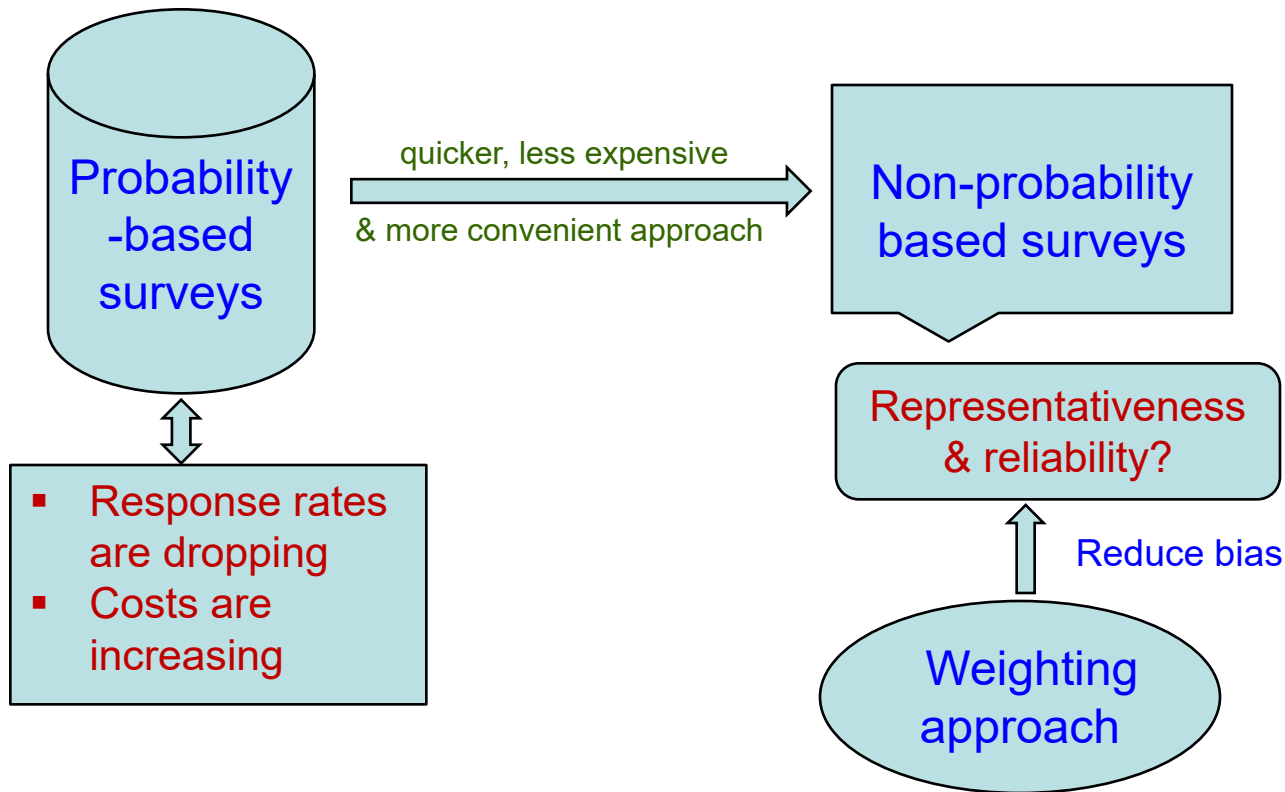 Probability
-based
surveys
quicker, less expensive
& more convenient approach
Non-probability
based surveys
▪ Response rates
are dropping
▪ Costs are
increasing
Representativeness
& reliability?
Reduce bias
Weighting
approach